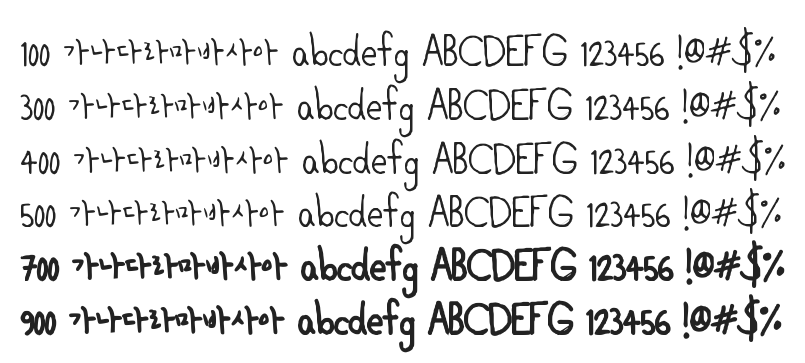 100 가나다라마바사아 abcdefg ABCDEFG 123456 !@#$%
300 가나다라마바사아 abcdefg ABCDEFG 123456 !@#$%
400 가나다라마바사아 abcdefg ABCDEFG 123456 !@#$%
500 가나다라마바사아 abcdefg ABCDEFG 123456 !@#$%
700 가나다라마바사아 abcdefg ABCDEFG 123456 !@#$%
900 가나다라마바사아 abcdefg ABCDEFG 123456 !@#$%